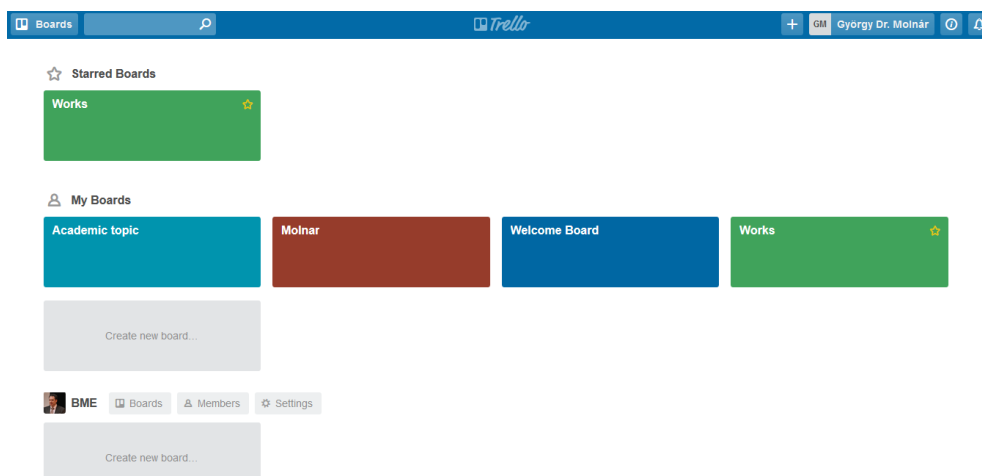 Boards Trello + GM György Dr. Molnár
Starred Boards
Works
My Boards
Academic topic Molnar Welcome Board Works
Create new board...
BME Boards Members Settings
Create new board...